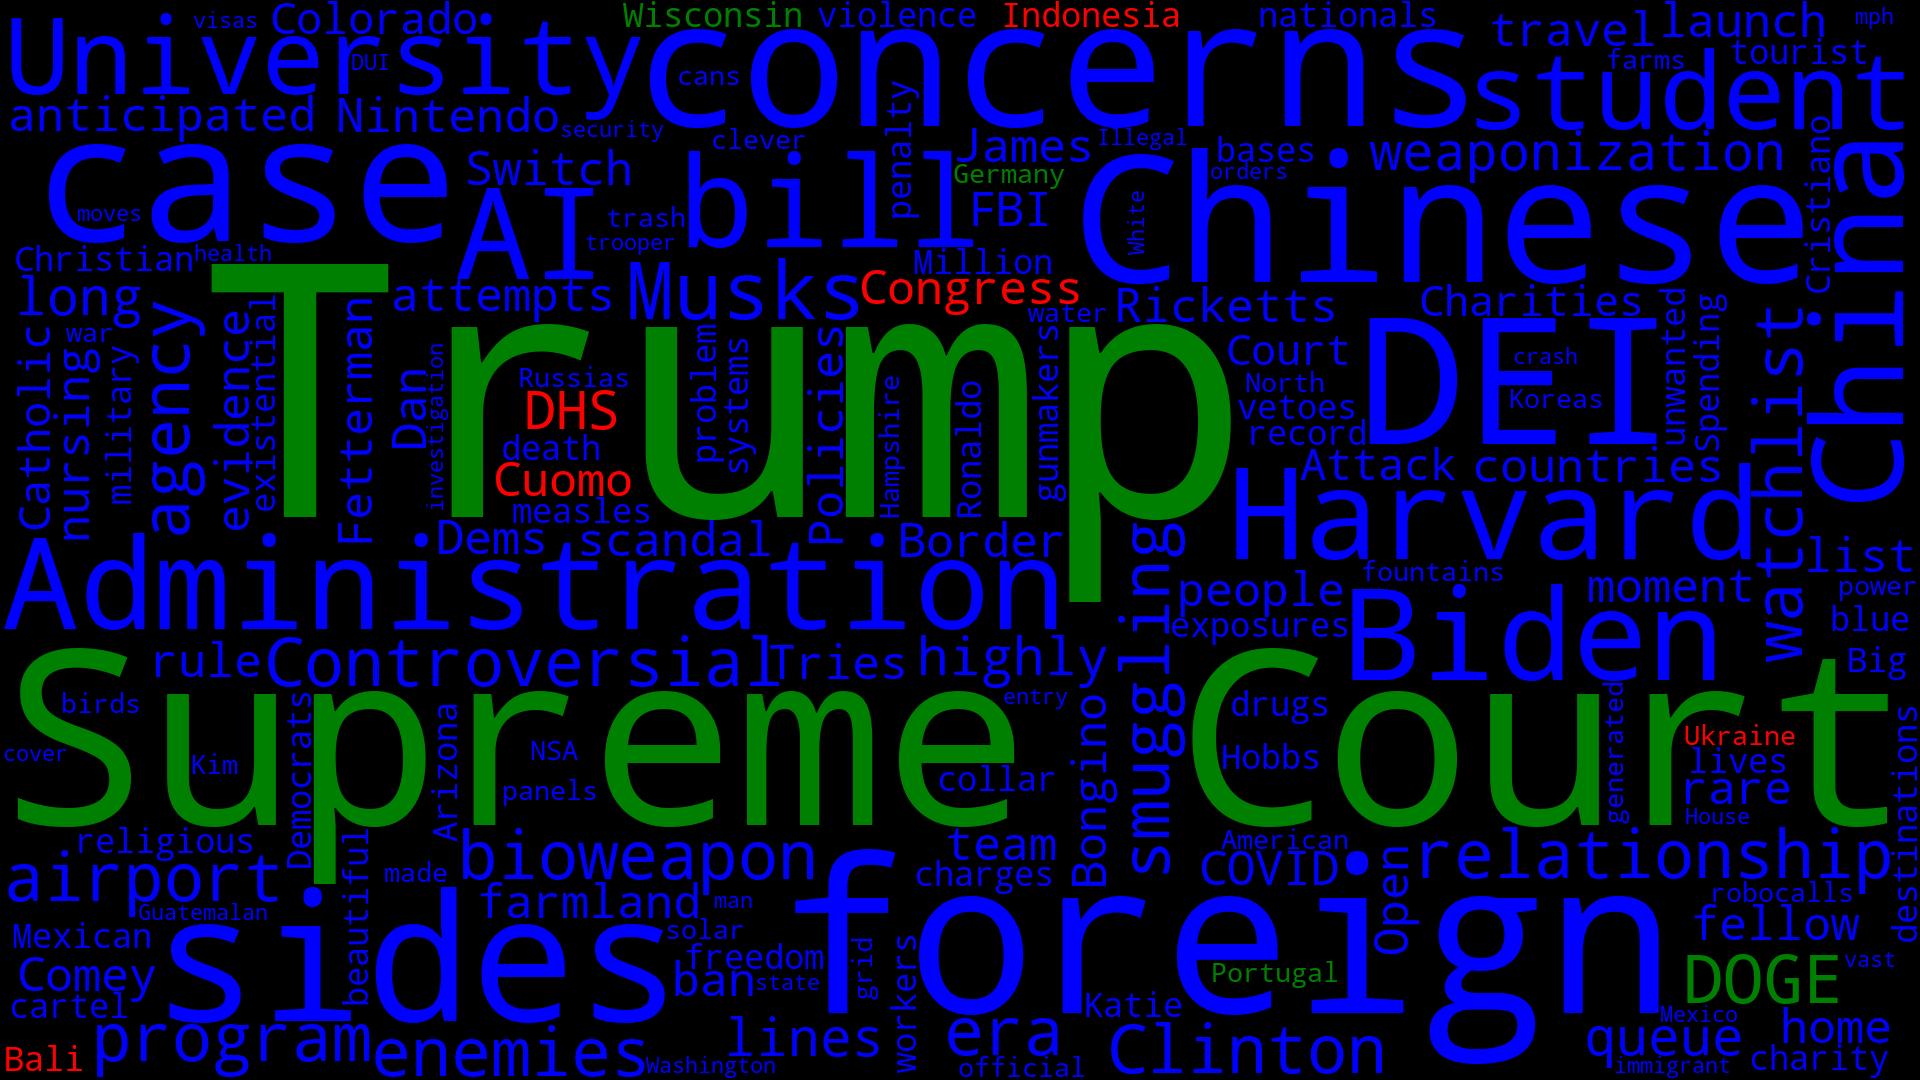 visas Colorado Wisconsin violence Indonesia nationals travel launch mph
University DUI cans concerns farms tourist student
anticipated Nintendo security clever penalty James Illegal bases weaponization Cristiano
case Switch Germany orders Chinese China
moves AI trash trooper bill FBI White
Christian health Million
long attempts Musks Congress water Ricketts Charities unwanted Spending
Catholic war nursing military agency evidence existential Trump Fetterman Dan investigation
Russias DHS death Cuomo measles problem systems Policies Hampshire Ronaldo gunmakers
Court North vetoes record DEI crash Koreas watchlist
Attack countries Harvard
Administration Dems scandal Border smuggling people fountains moment list
exposures Biden power blue
rule Controversial Tries highly Big
birds entry drugs generated
Supreme Court
cover Kim Democrats Arizona NSA panels collar Bongino Hobbs Ukraine lives rare House destinations
religious beautiful made bioweapon team charges American COVID Open relationship
airport robocalls
Guatemalan farmland man fellow
Mexican sides solar foreign
Comey freedom ban state grid workers Portugal DOGE vast
cartel Katie Mexico
program enemies lines era Clinton queue home
Bali Washington official immigrant charity